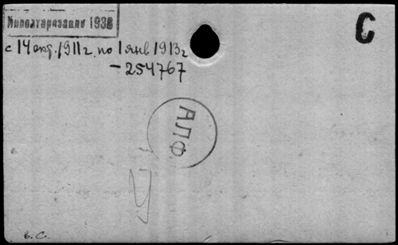 Инвентаризация 1938
С
с 14 окт. 1911 г. по 1 янв 1913 г
– 254767
АЛФ
в. С.